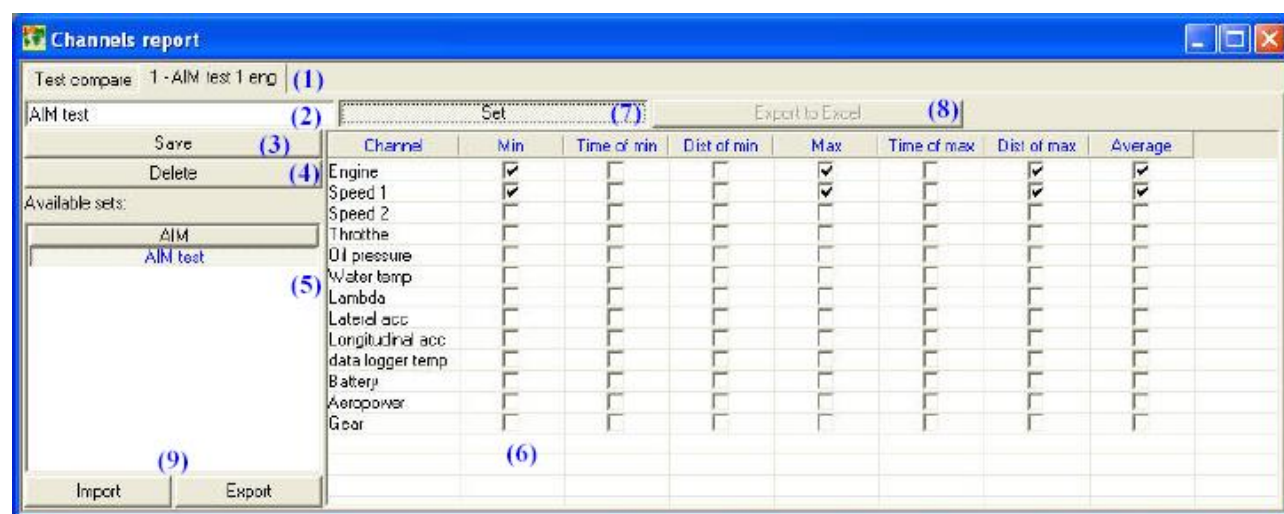 Channels report
Test compare 1 - AIM test 1 eng (1)
AIM test (2) Set (7) Export to Excel (8)
Save (3) Channel Min Time of min Dist of min Max Time of max Dist of max Average
Delete (4) Engine
Speed 1
Available sets: Speed 2
AIM Throtthe
AIM test Oil pressure
(5) Water temp
Lambda
Lateral acc
Longitudinal acc
data logger temp
Battery
Aeropower
Gear
(6)
(9)
Import Export